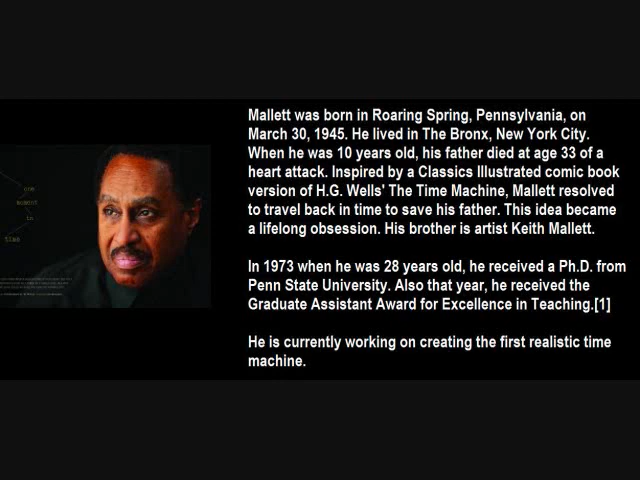 com
moment
in
time
Mallett was born in Roaring Spring, Pennsylvania, on
March 30, 1945. He lived in The Bronx, New York City.
When he was 10 years old, his father died at age 33 of a
heart attack. Inspired by a Classics Illustrated comic book
version of H.G. Wells' The Time Machine, Mallett resolved
to travel back in time to save his father. This idea became
a lifelong obsession. His brother is artist Keith Mallett.
In 1973 when he was 28 years old, he received a Ph.D. from
Penn State University. Also that year, he received the
Graduate Assistant Award for Excellence in Teaching.[1]
He is currently working on creating the first realistic time
machine.